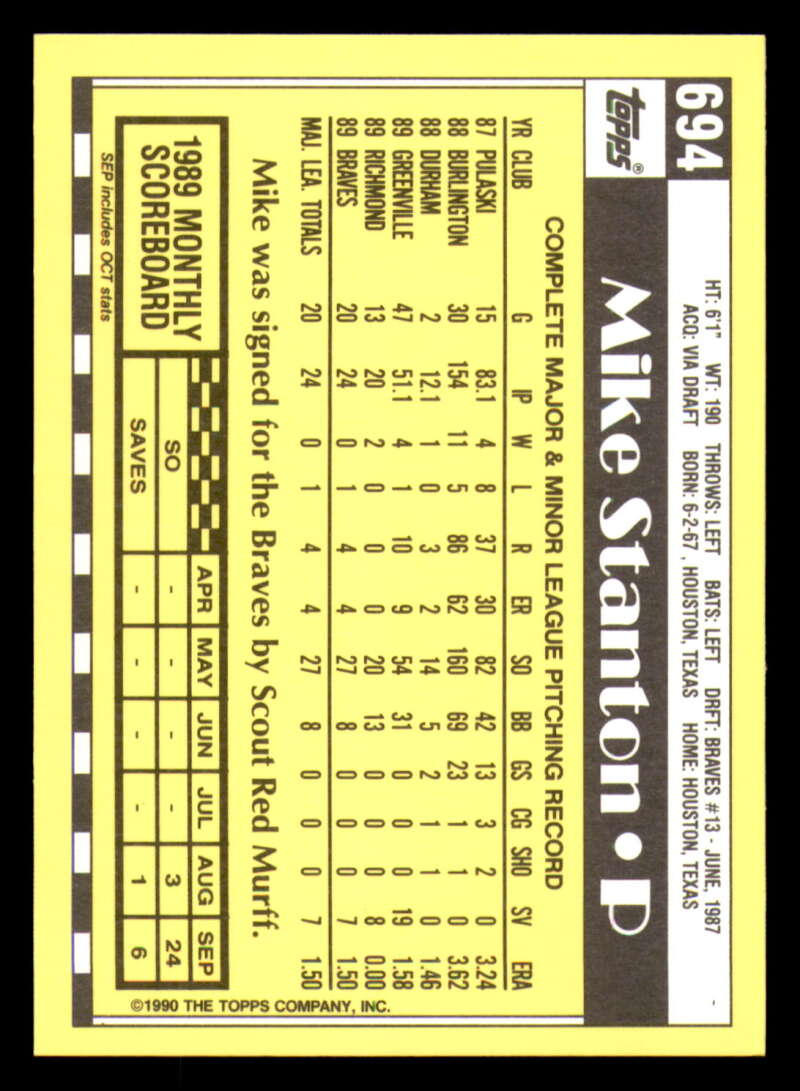 694
HT: 6'1" WT: 190 THROWS: LEFT BATS: LEFT DRFT: BRAVES #13 - JUNE, 1987
ACQ: VIA DRAFT BORN: 6-2-67 , HOUSTON, TEXAS HOME: HOUSTON, TEXAS
topps®
Mike Stanton • P
COMPLETE MAJOR & MINOR LEAGUE PITCHING RECORD
YR CLUB G IP W L R ER SO BB GS CG SHO SV ERA
87 PULASKI 15 83.1 4 8 37 30 82 42 13 3 2 0 3.24
88 BURLINGTON 30 154 11 5 86 62 160 69 23 1 1 0 3.62
88 DURHAM 2 12.1 1 0 3 2 14 5 2 1 1 0 1.46
89 GREENVILLE 47 51.1 4 1 10 9 54 31 0 0 0 19 1.58
89 RICHMOND 13 20 2 0 0 0 20 13 0 0 0 8 0.00
89 BRAVES 20 24 0 1 4 4 27 8 0 0 0 7 1.50
MAJ. LEA. TOTALS 20 24 0 1 4 4 27 8 0 0 0 7 1.50
Mike was signed for the Braves by Scout Red Murff.
1989 MONTHLY
SCOREBOARD
APR MAY JUN JUL AUG SEP
SO - - - - 3 24
SAVES - - - - 1 6
SEP includes OCT stats
©1990 THE TOPPS COMPANY, INC.